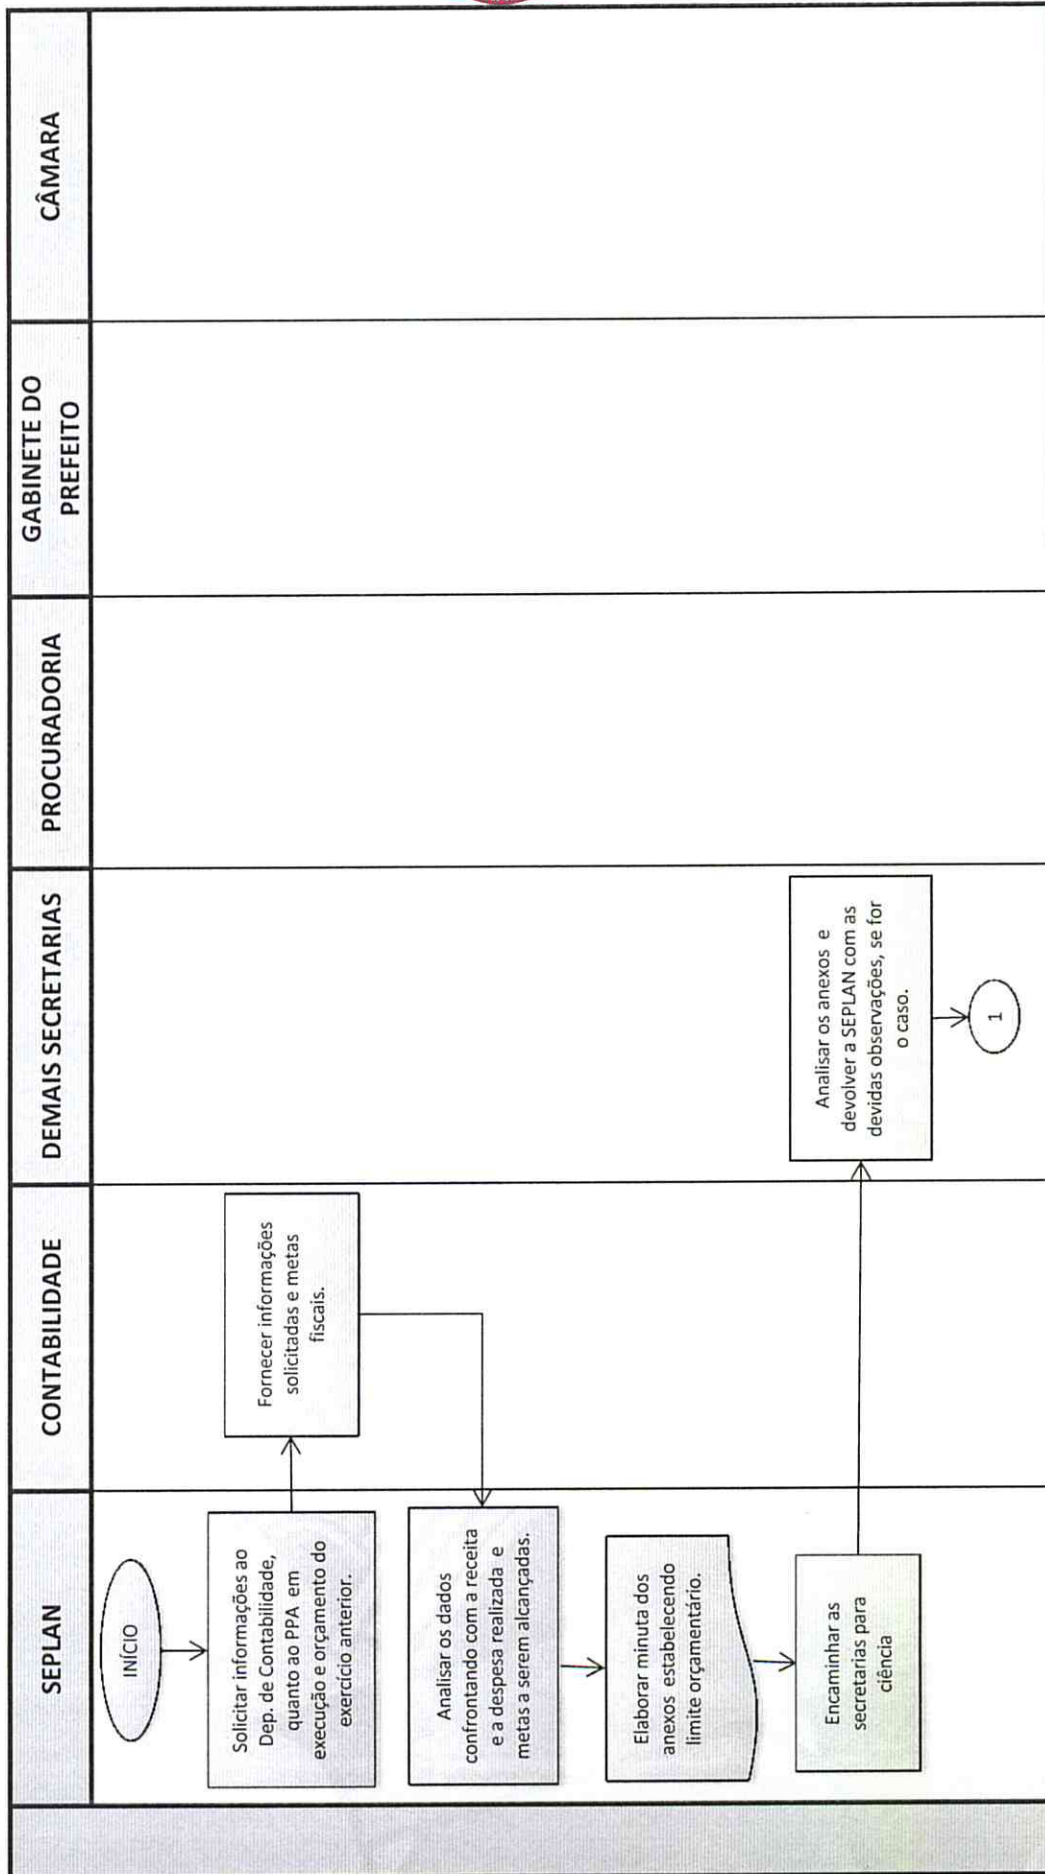 SEPLAN
CONTABILIDADE
DEMAIS SECRETARIAS
PROCURADORIA
GABINETE DO
PREFEITO
CÂMARA
INÍCIO
Solicitar informações ao
Dep. de Contabilidade,
quanto ao PPA em
execução e orçamento do
exercício anterior.
Fornecer informações
solicitadas e metas
fiscais.
Analisar os dados
confrontando com a receita
e a despesa realizada e
metas a serem alcançadas.
Elaborar minuta dos
anexos estabelecendo
limite orçamentário.
Encaminhar as
secretarias para
ciência
Analisar os anexos e
devolver a SEPLAN com as
devidas observações, se for
o caso.
1